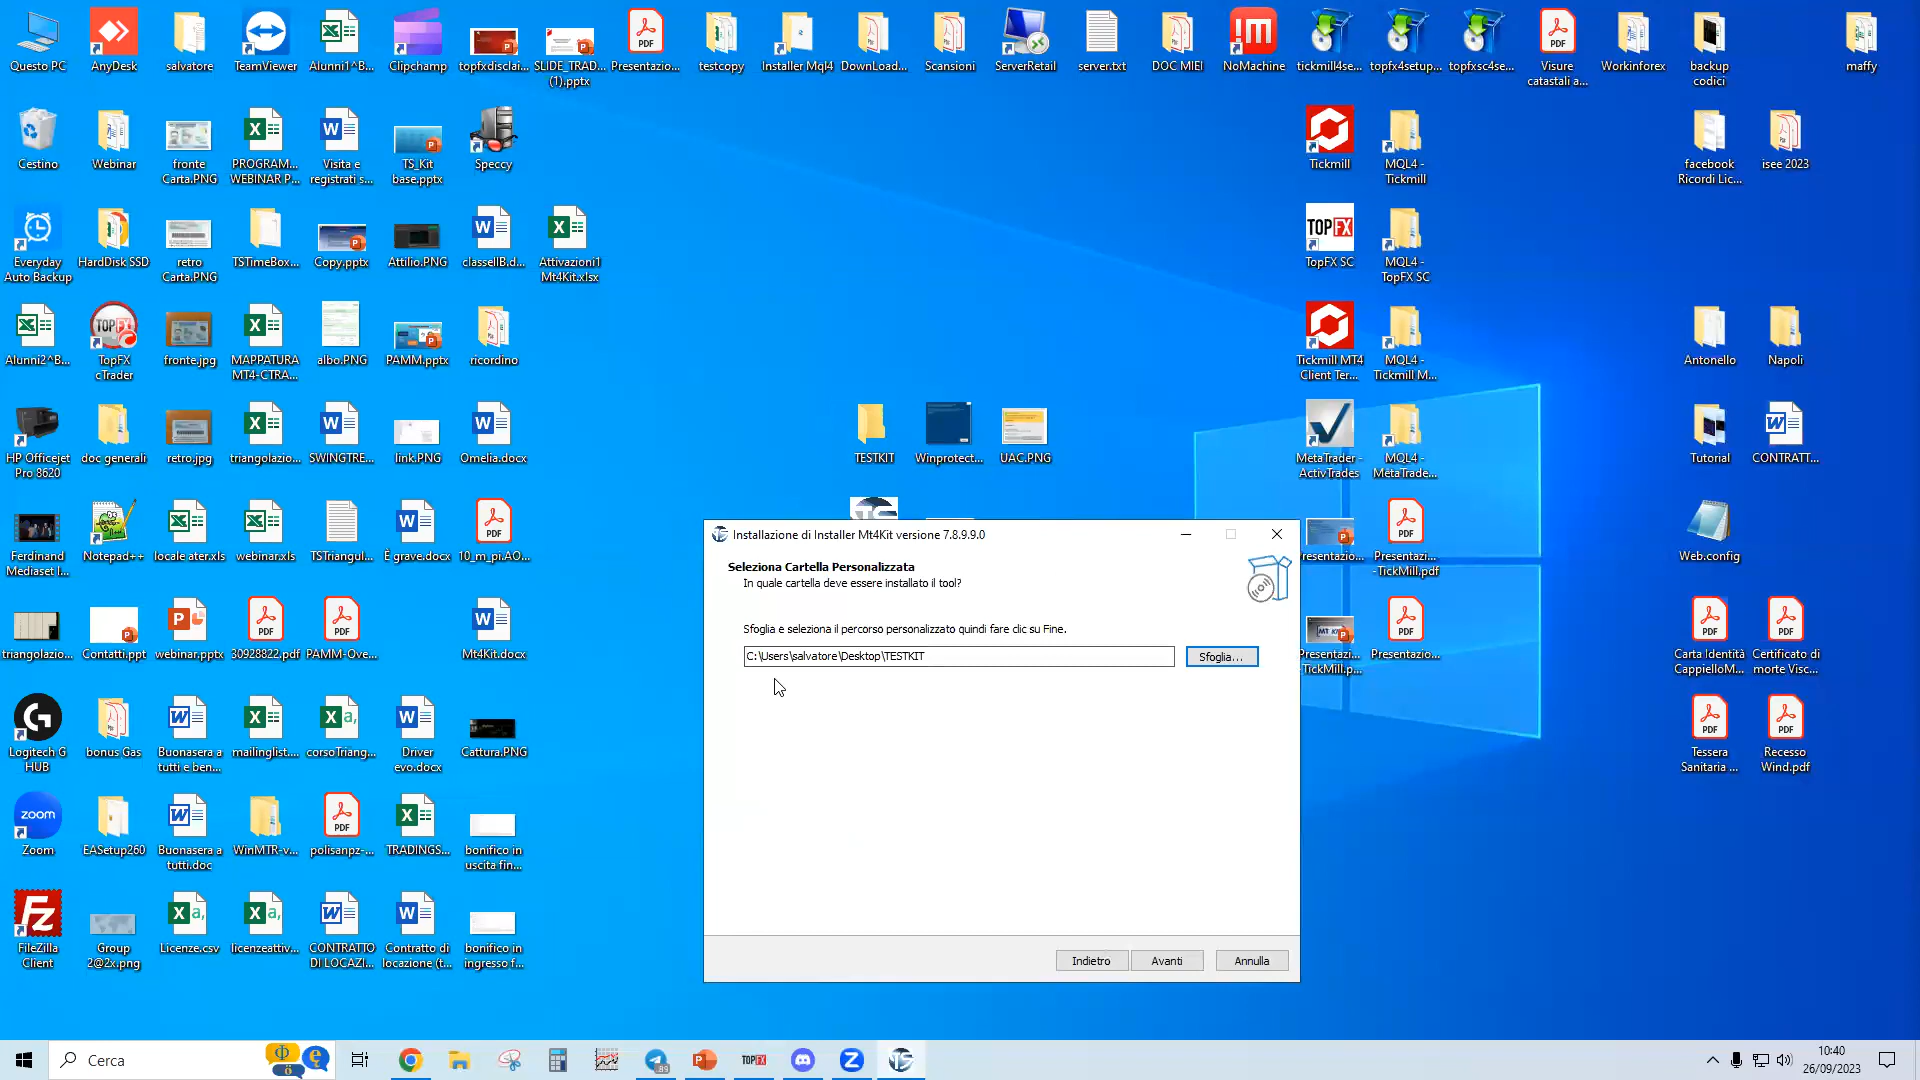 Questo PC
AnyDesk
salvatore
TeamViewer
Alunni1^B...
Clipchamp
topfxdisclai...
SLIDE_TRAD...
(1).pptx
Presentazio...
testcopy
Installer Mql4
DownLoad...
Scansioni
ServerRetail
server.txt
DOC MIEI
NoMachine
tickmill4se...
topfx4setup...
topfxsc4se...
Visure
catastali a...
Workinforex
backup
codici
maffy
Cestino
Webinar
fronte
Carta.PNG
PROGRAM...
WEBINAR P...
Visita e
registrati s...
TS_Kit
base.pptx
Speccy
Tickmill
MQL4 -
Tickmill
facebook
Ricordi Lic...
isee 2023
Everyday
Auto Backup
HardDisk SSD
retro
Carta.PNG
TSTimeBox...
Copy.pptx
Attilio.PNG
classeIIB.d...
Attivazioni1
Mt4Kit.xlsx
TopFX SC
MQL4 -
TopFX SC
Alunni2^B...
TopFX
cTrader
fronte.jpg
MAPPATURA
MT4-CTRA...
albo.PNG
PAMM.pptx
ricordino
Tickmill MT4
Client Ter...
MQL4 -
Tickmill M...
Antonello
Napoli
HP Officejet
Pro 8620
doc generali
retro.jpg
triangolazio...
SWINGTRE...
link.PNG
Omelia.docx
TESTKIT
Winprotect...
UAC.PNG
MetaTrader -
ActivTrades
MQL4 -
MetaTrade...
Tutorial
CONTRATT...
Ferdinand
Mediaset I...
Notepad++
locale ater.xls
webinar.xls
TSTriangul...
È grave.docx
10_m_pi.AO...
Presentazi...
-TickMill.pdf
Web.config
triangolazio...
Contatti.ppt
webinar.pptx
30928822.pdf
PAMM-Ove...
Mt4Kit.docx
-TickMill.p...
Presentazio...
Carta Identità
CappielloM...
Certificato di
morte Visc...
Logitech G
HUB
bonus Gas
Buonasera a
tutti e ben...
mailinglist....
corsoTriang...
Driver
evo.docx
Cattura.PNG
Tessera
Sanitaria ...
Recesso
Wind.pdf
Zoom
EASetup260
Buonasera a
tutti.doc
WinMTR-v...
polisanpz-...
TRADINGS...
bonifico in
uscita fin...
FileZilla
Client
Group
2@2x.png
Licenze.csv
licenzeattiv...
CONTRATTO
DI LOCAZI...
Contratto di
locazione (t...
bonifico in
ingresso f...
Installazione di Installer Mt4Kit versione 7.8.9.9.0
Seleziona Cartella Personalizzata
In quale cartella deve essere installato il tool?
Sfoglia e seleziona il percorso personalizzato quindi fare clic su Fine.
C:\Users\salvatore\Desktop\TESTKIT
Sfoglia...
Indietro
Avanti
Annulla
Cerca
10:40
26/09/2023